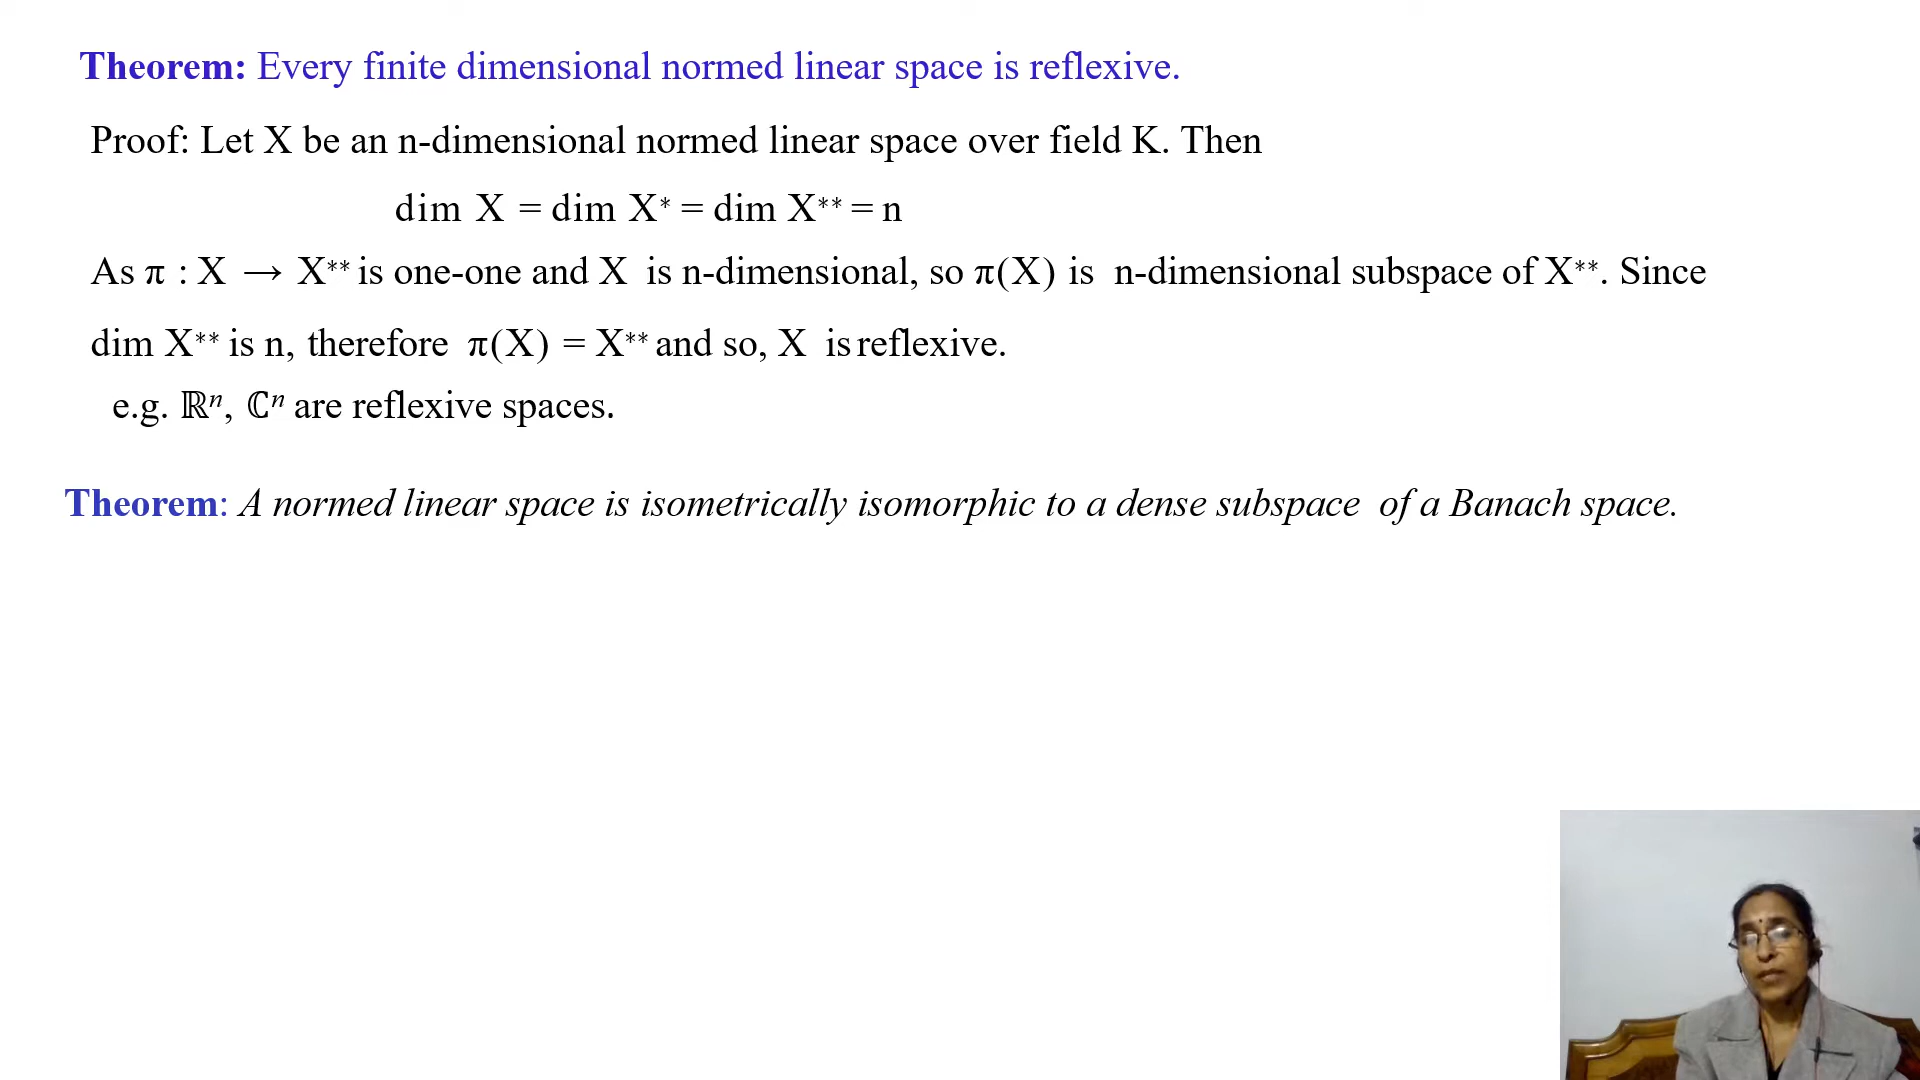 Theorem: Every finite dimensional normed linear space is reflexive.
Proof: Let X be an n-dimensional normed linear space over field K. Then
dim X = dim X* = dim X** = n
As π : X → X** is one-one and X is n-dimensional, so π(X) is n-dimensional subspace of X**. Since
dim X** is n, therefore π(X) = X** and so, X is reflexive.
e.g. ℝⁿ, ℂⁿ are reflexive spaces.
Theorem: A normed linear space is isometrically isomorphic to a dense subspace of a Banach space.